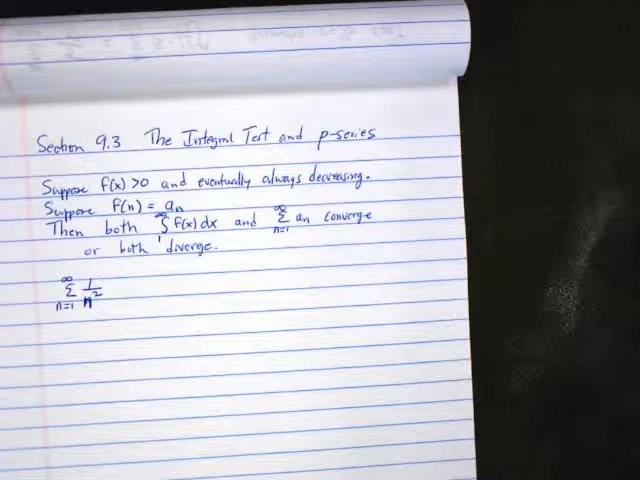 Section 9.3 The Integral Test and p-series
Suppose f(x) > 0 and eventually always decreasing.
Suppose f(n) = an
Then both ∫₁^∞ f(x) dx and ∑_{n=1}^∞ an converge
or both diverge.
∑_{n=1}^∞ 1/n²